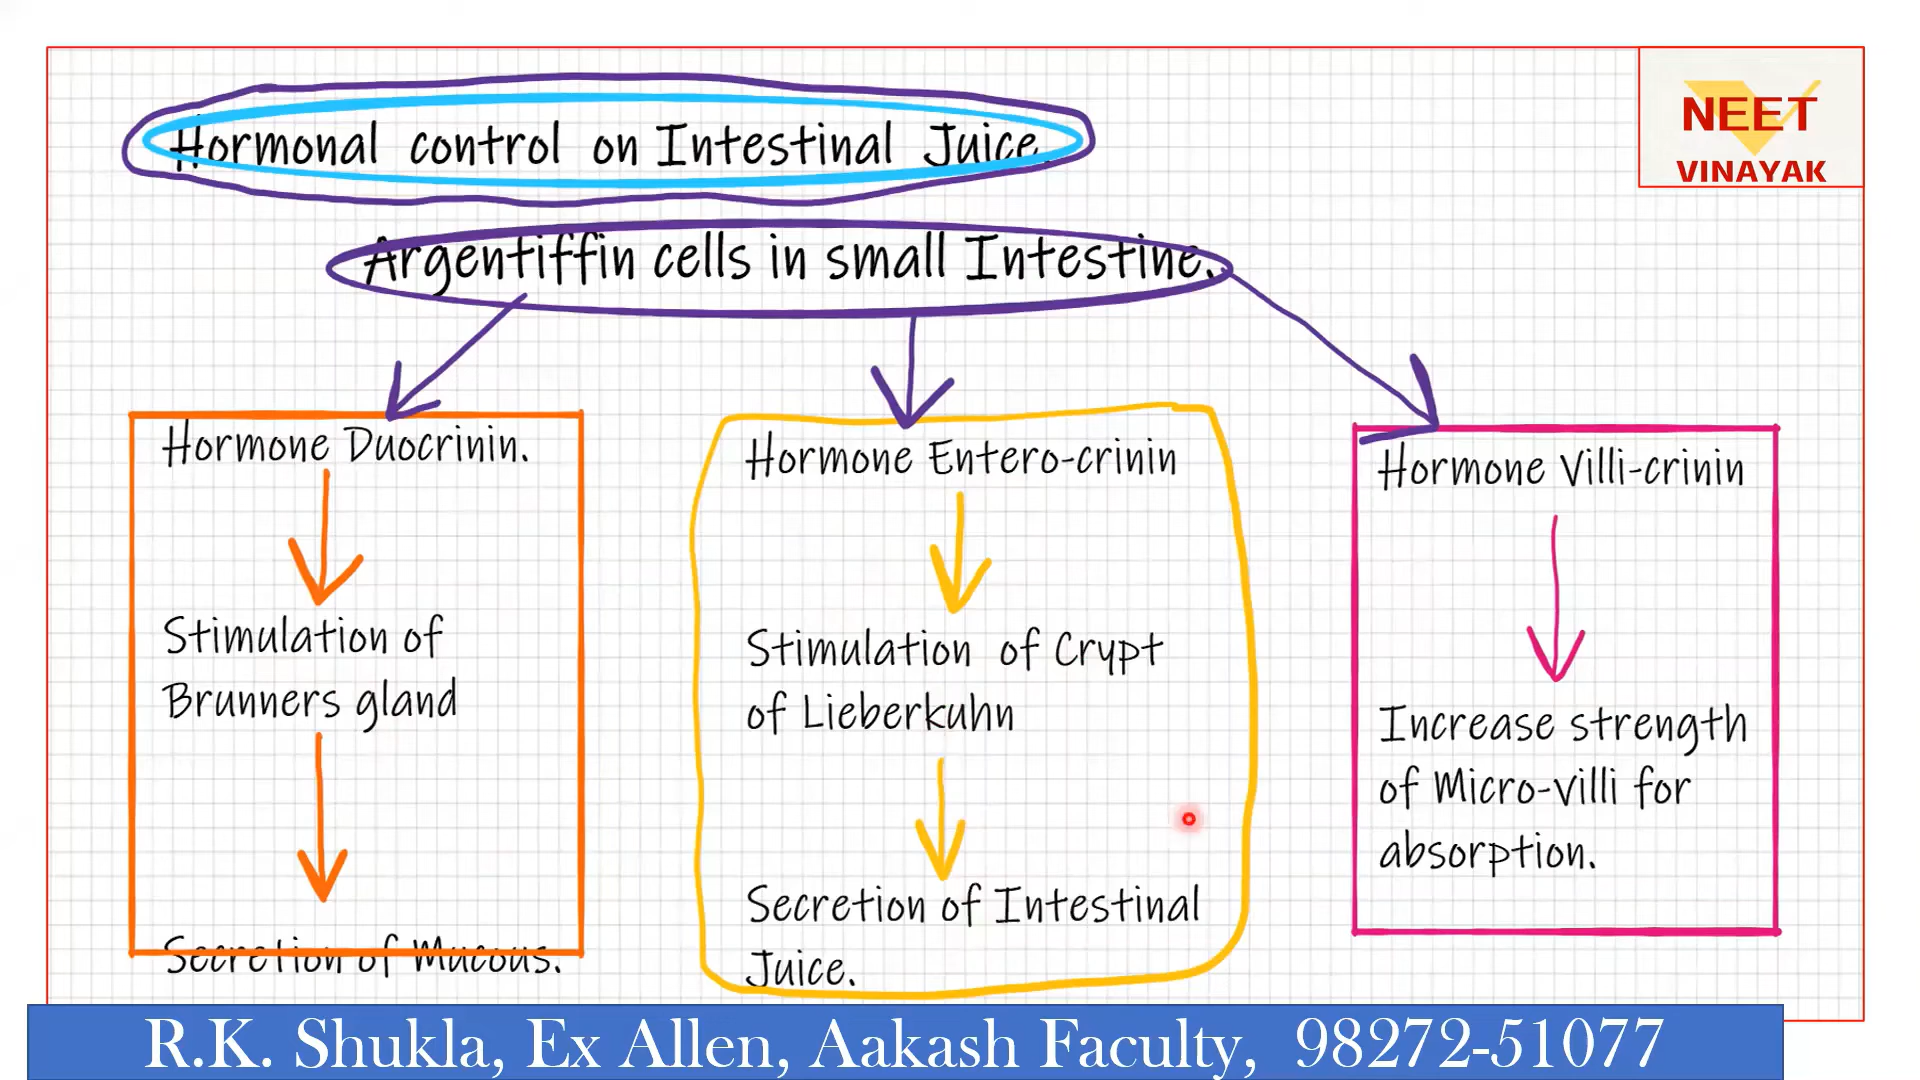 Hormonal control on Intestinal Juice.
NEET
VINAYAK
Argentiffin cells in small Intestine.
Hormone Duocrinin.
Stimulation of
Brunners gland
Secretion of Mucous.
Hormone Entero-crinin
Stimulation of Crypt
of Lieberkuhn
Secretion of Intestinal
Juice.
Hormone Villi-crinin
Increase strength
of Micro-villi for
absorption.
R.K. Shukla, Ex Allen, Aakash Faculty, 98272-51077